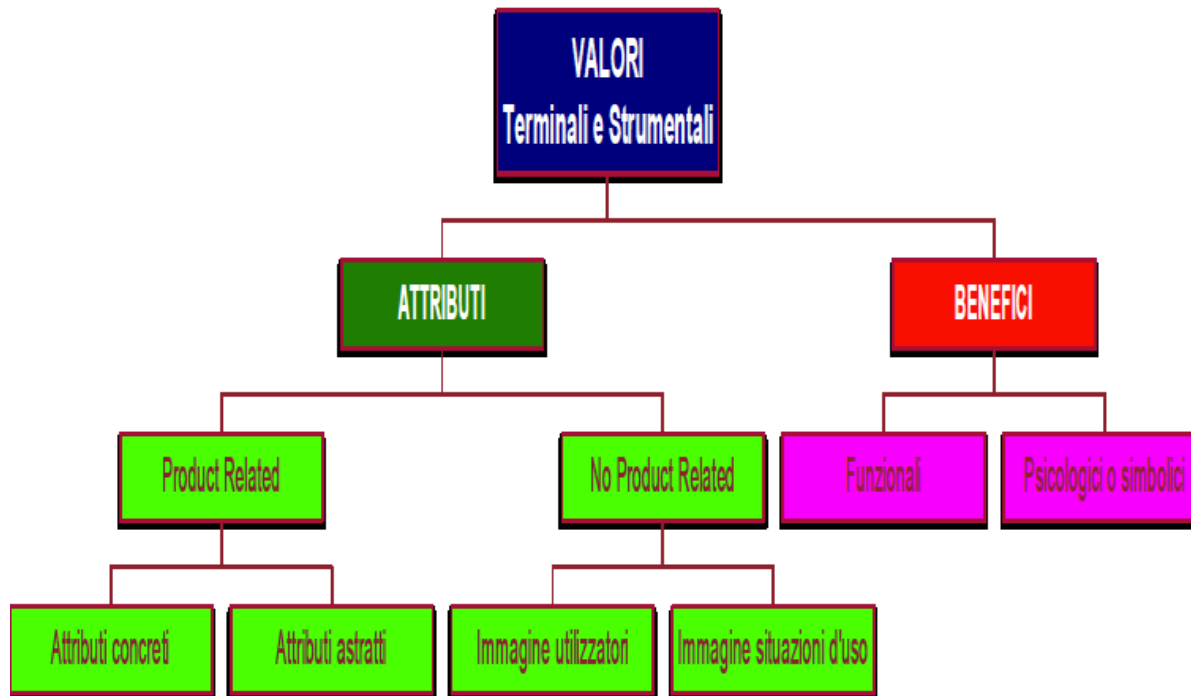 VALORI
Terminali e Strumentali
ATTRIBUTI
BENEFICI
Product Related
No Product Related
Funzionali
Psicologici o simbolici
Attributi concreti
Attributi astratti
Immagine utilizzatori
Immagine situazioni d'uso